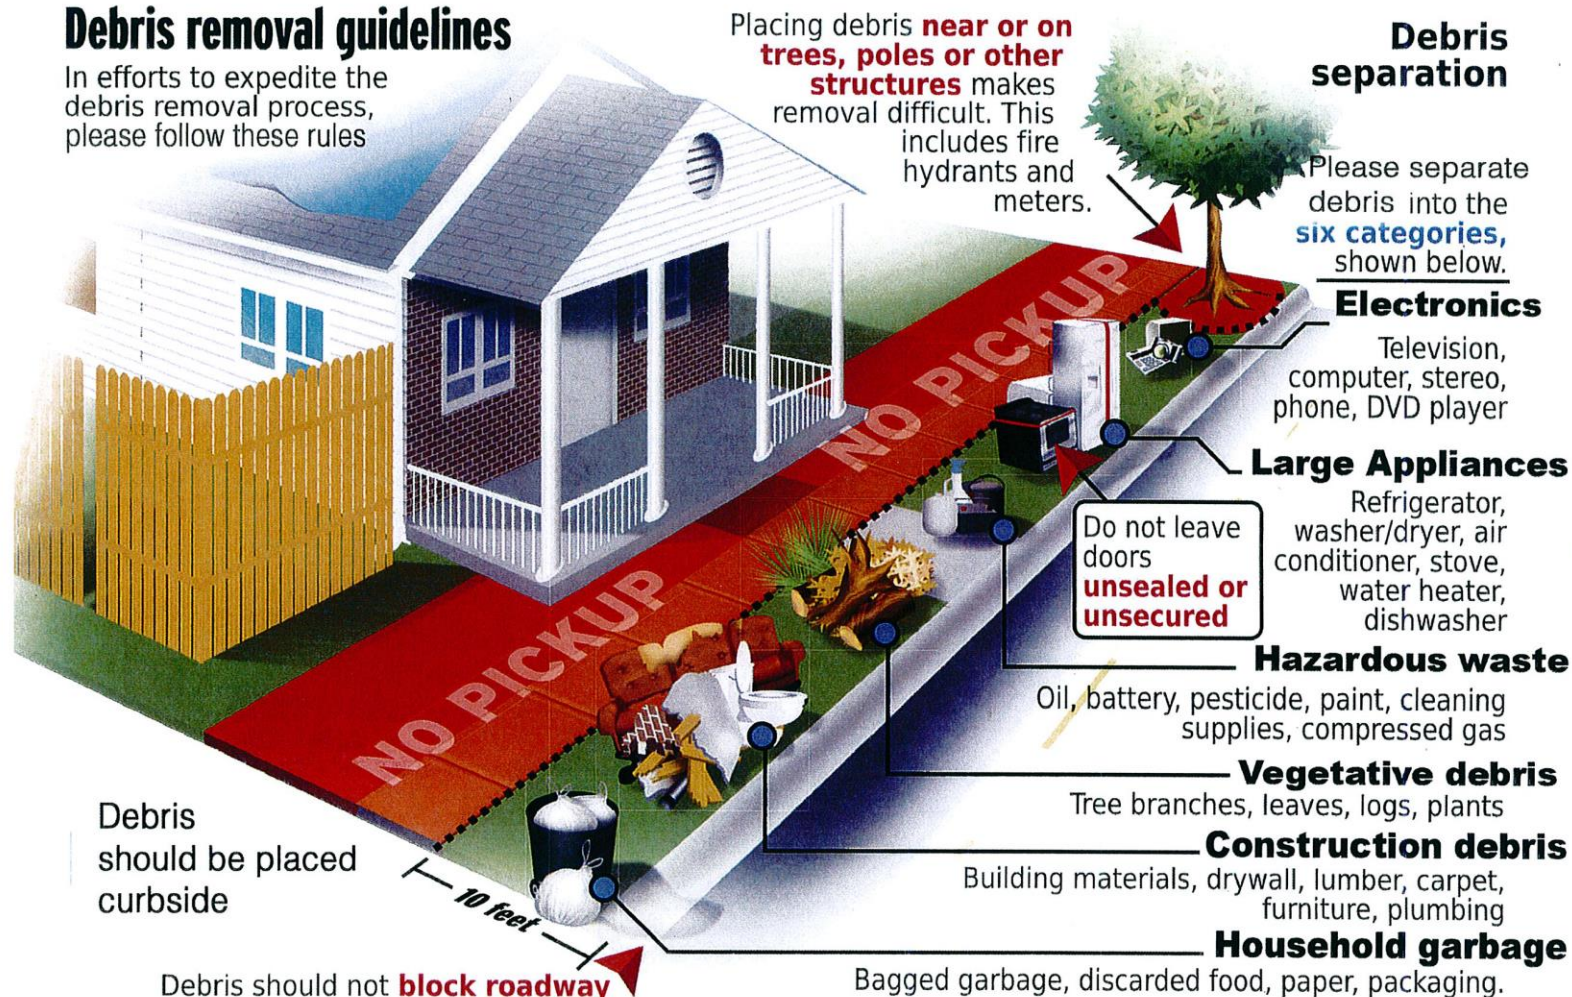 Debris removal guidelines
In efforts to expedite the
debris removal process,
please follow these rules
Placing debris near or on
trees, poles or other
structures makes
removal difficult. This
includes fire
hydrants and
meters.
Debris
separation
Please separate
debris into the
six categories,
shown below.
Electronics
Television,
computer, stereo,
phone, DVD player
Large Appliances
Refrigerator,
washer/dryer, air
conditioner, stove,
water heater,
dishwasher
Do not leave
doors
unsealed or
unsecured
Hazardous waste
Oil, battery, pesticide, paint, cleaning
supplies, compressed gas
Vegetative debris
Tree branches, leaves, logs, plants
Construction debris
Building materials, drywall, lumber, carpet,
furniture, plumbing
Household garbage
Bagged garbage, discarded food, paper, packaging.
NO PICKUP
NO PICKUP
NO PICKUP
Debris
should be placed
curbside
10 feet
Debris should not block roadway